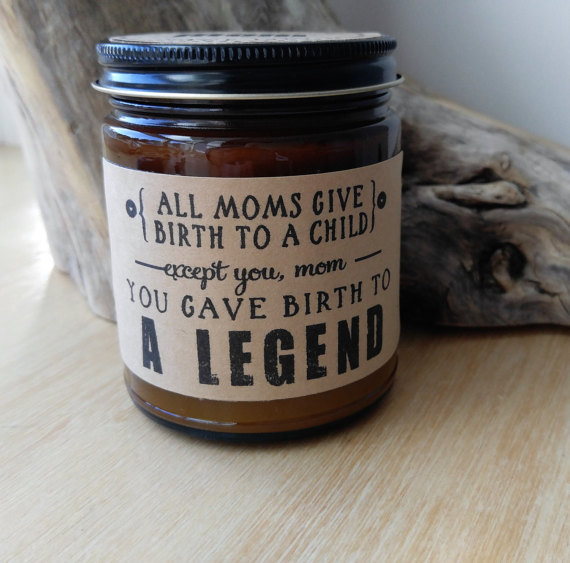 { ALL MOMS GIVE
BIRTH TO A CHILD }
except you, mom
YOU GAVE BIRTH TO
A LEGEND